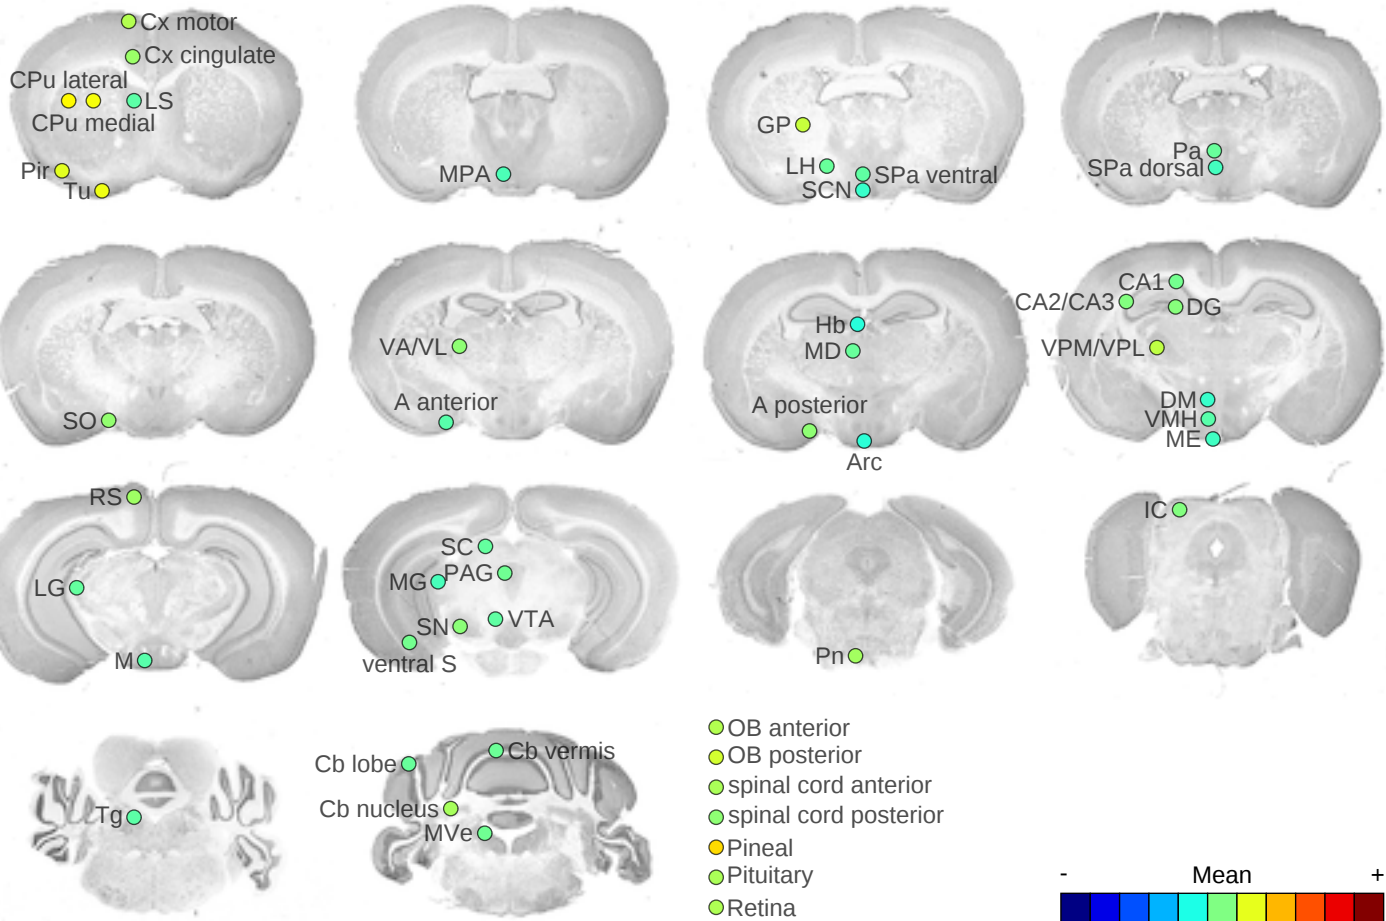 Cx motor
Cx cingulate
CPu lateral
LS
CPu medial
Pir
Tu
MPA
GP
LH
SPa ventral
SCN
Pa
SPa dorsal
SO
VA/VL
A anterior
Hb
MD
A posterior
Arc
CA1
CA2/CA3
DG
VPM/VPL
DM
VMH
ME
RS
LG
M
SC
PAG
MG
VTA
SN
ventral S
Pn
IC
Tg
Cb vermis
Cb lobe
Cb nucleus
MVe
OB anterior
OB posterior
spinal cord anterior
spinal cord posterior
Pineal
Pituitary
Retina
- Mean +